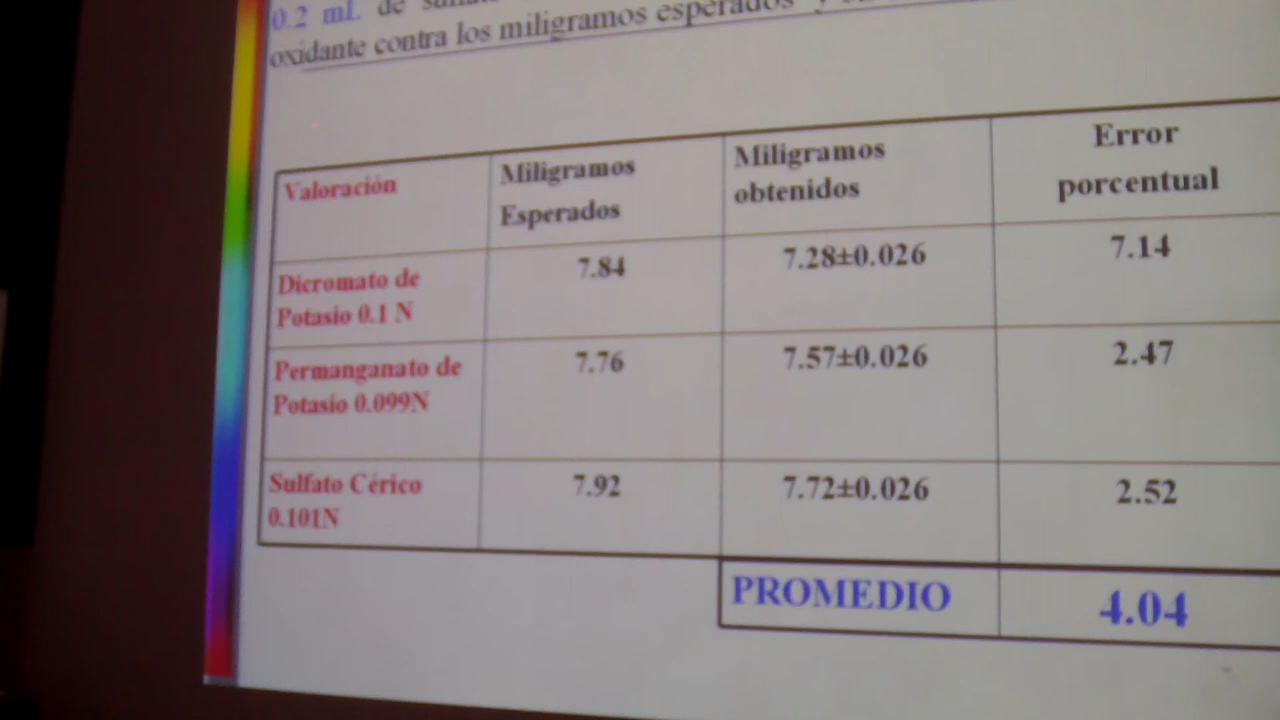 0.2 mL de
oxidante contra los miligramos esperados y
Valoración
Miligramos
Esperados
Miligramos
obtenidos
Error
porcentual
Dicromato de
Potasio 0.1 N
7.84
7.28±0.026
7.14
Permanganato de
Potasio 0.099N
7.76
7.57±0.026
2.47
Sulfato Cérico
0.101N
7.92
7.72±0.026
2.52
PROMEDIO
4.04